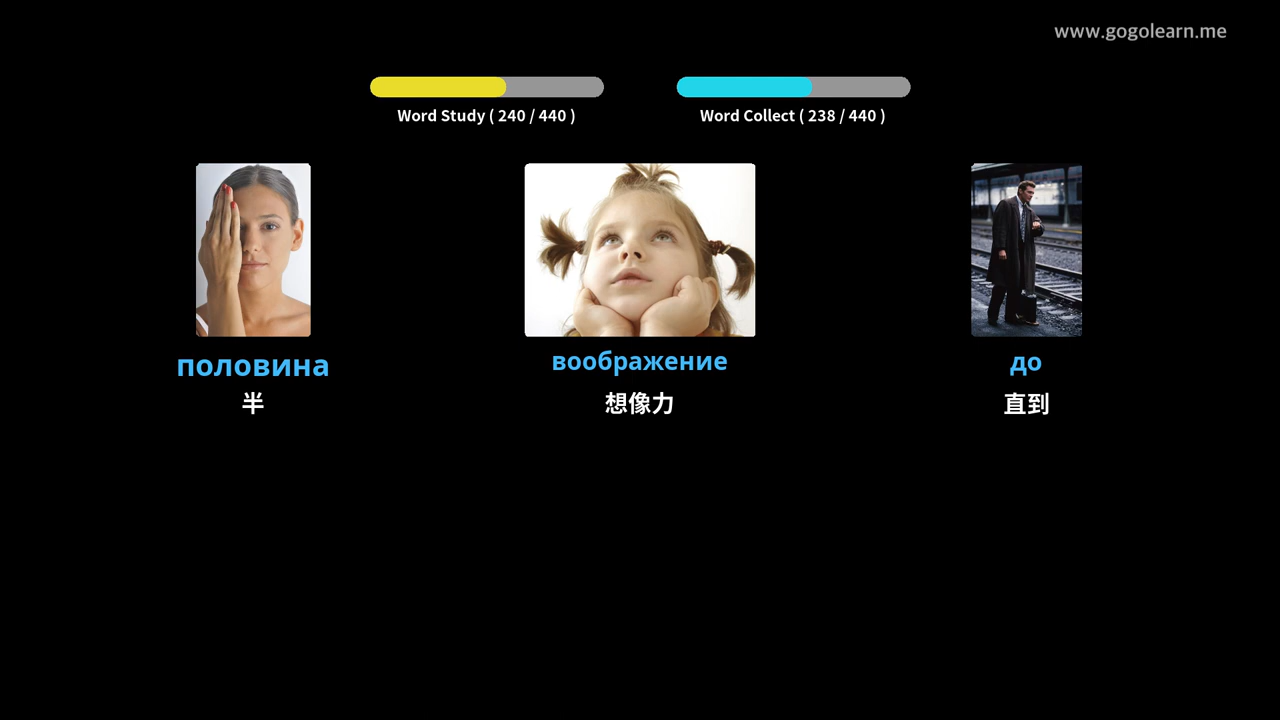 www.gogolearn.me
Word Study ( 240 / 440 )
Word Collect ( 238 / 440 )
половина
воображение
до
半
想像力
直到